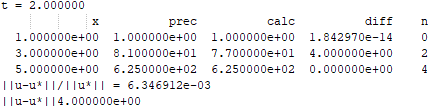 t = 2.000000
x prec calc diff n
1.000000e+00 1.000000e+00 1.000000e+00 1.842970e-14 0
3.000000e+00 8.100000e+01 7.700000e+01 4.000000e+00 2
5.000000e+00 6.250000e+02 6.250000e+02 0.000000e+00 4
||u-u*||/||u*|| = 6.346912e-03
||u-u*||4.000000e+00